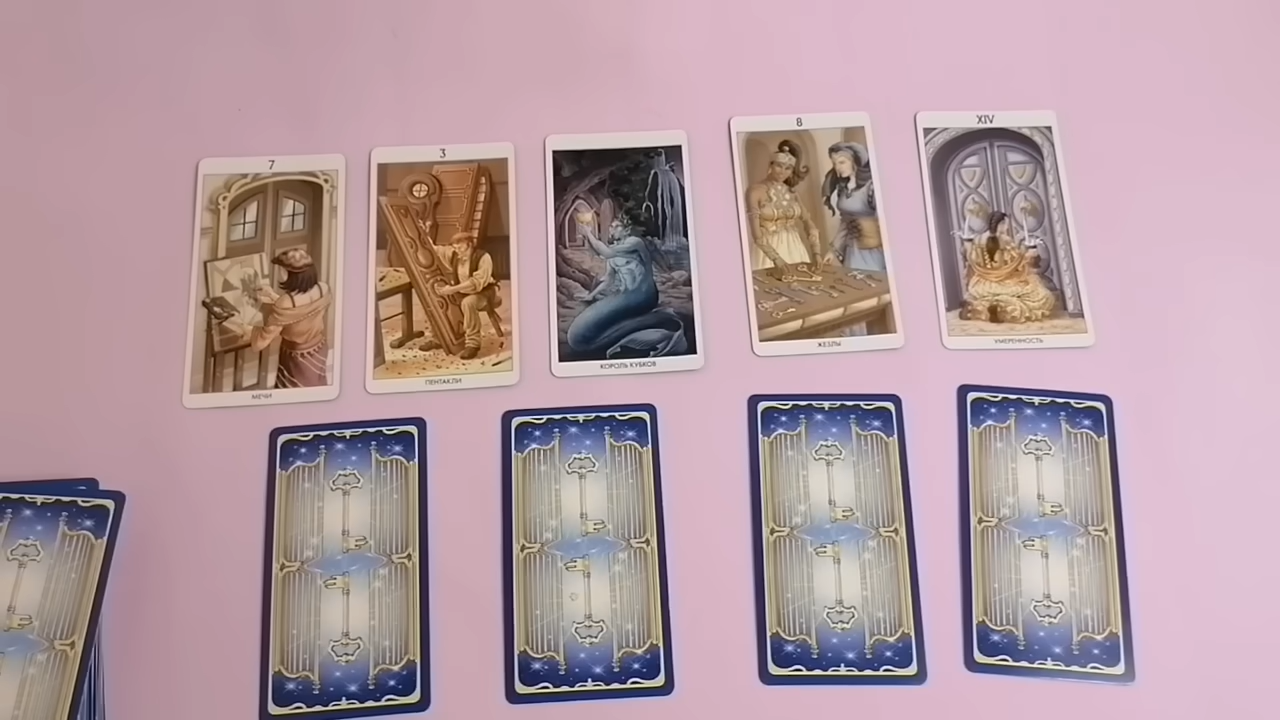 7
МЕЧИ
3
ПЕНТАКЛИ
КОРОЛЬ КУБКОВ
8
ЖЕЗЛЫ
XIV
УМЕРЕННОСТЬ